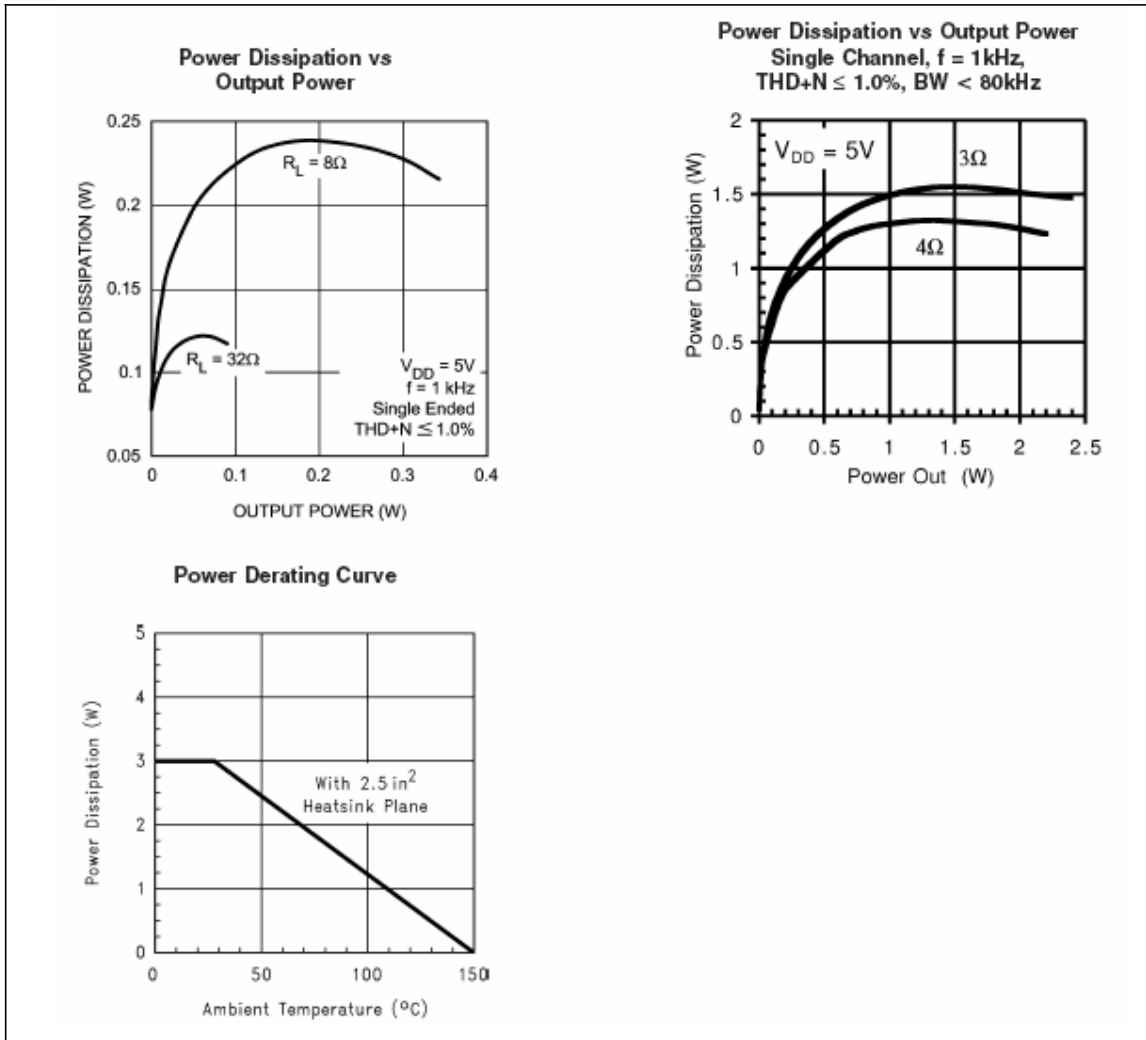 Power Dissipation vs
Output Power
0.25
0.2
0.15
0.1
0.05
POWER DISSIPATION (W)
R_L = 8Ω
R_L = 32Ω
V_DD = 5V
f = 1 kHz
Single Ended
THD+N ≤ 1.0%
0 0.1 0.2 0.3 0.4
OUTPUT POWER (W)
Power Dissipation vs Output Power
Single Channel, f = 1kHz,
THD+N ≤ 1.0%, BW < 80kHz
2
1.5
1
0.5
0
Power Dissipation (W)
V_DD = 5V
3Ω
4Ω
0 0.5 1 1.5 2 2.5
Power Out (W)
Power Derating Curve
5
4
3
2
1
0
Power Dissipation (W)
With 2.5 in²
Heatsink Plane
0 50 100 150
Ambient Temperature (ºC)